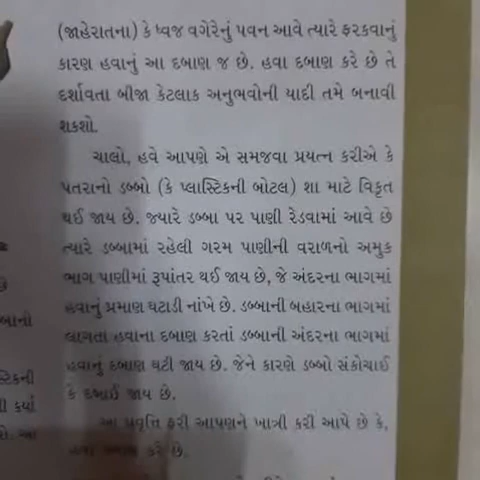 (જાહેરાતના) કે ધ્વજ વગેરેનું પવન આવે ત્યારે ફરકવાનું
કારણ હવાનું આ દબાણ જ છે. હવા દબાણ કરે છે તે
દર્શાવતા બીજા કેટલાક અનુભવોની યાદી તમે બનાવી
શકશો.
ચાલો, હવે આપણે એ સમજવા પ્રયત્ન કરીએ કે
પતરાનો ડબ્બો (કે પ્લાસ્ટિકની બોટલ) શા માટે વિકૃત
થઈ જાય છે. જ્યારે ડબ્બા પર પાણી રેડવામાં આવે છે
ત્યારે ડબ્બામાં રહેલી ગરમ પાણીની વરાળનો અમુક
ભાગ પાણીમાં રૂપાંતર થઈ જાય છે, જે અંદરના ભાગમાં
હવાનું પ્રમાણ ઘટાડી નાંખે છે. ડબ્બાની બહારના ભાગમાં
લાગતા હવાના દબાણ કરતાં ડબ્બાની અંદરના ભાગમાં
હવાનું દબાણ ઘટી જાય છે. જેને કારણે ડબ્બો સંકોચાઈ
કે દબાઈ જાય છે.
આ પ્રવૃત્તિ ફરી આપણને ખાત્રી કરી આપે છે કે,
હવા દબાણ કરે છે.